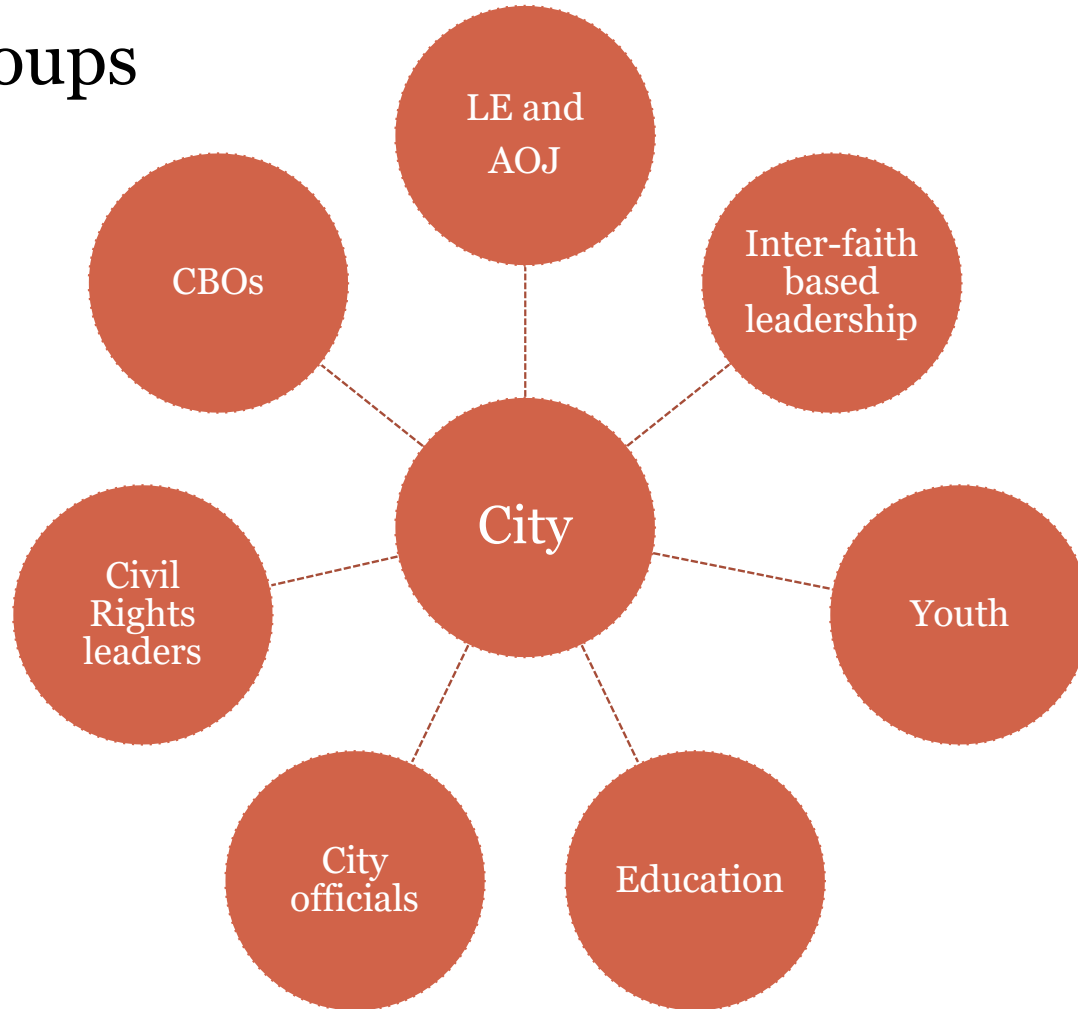 oups
LE and
AOJ
Inter-faith
based
leadership
CBOs
City
Civil
Rights
leaders
Youth
City
officials
Education